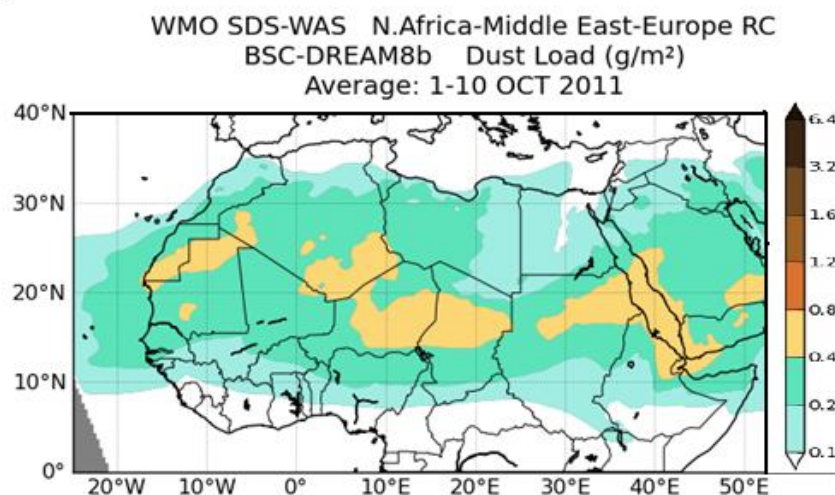 WMO SDS-WAS N.Africa-Middle East-Europe RC
BSC-DREAM8b Dust Load (g/m²)
Average: 1-10 OCT 2011
40°N
30°N
20°N
10°N
0°
20°W 10°W 0° 10°E 20°E 30°E 40°E 50°E
6.4
3.2
1.6
1.2
0.8
0.4
0.2
0.1